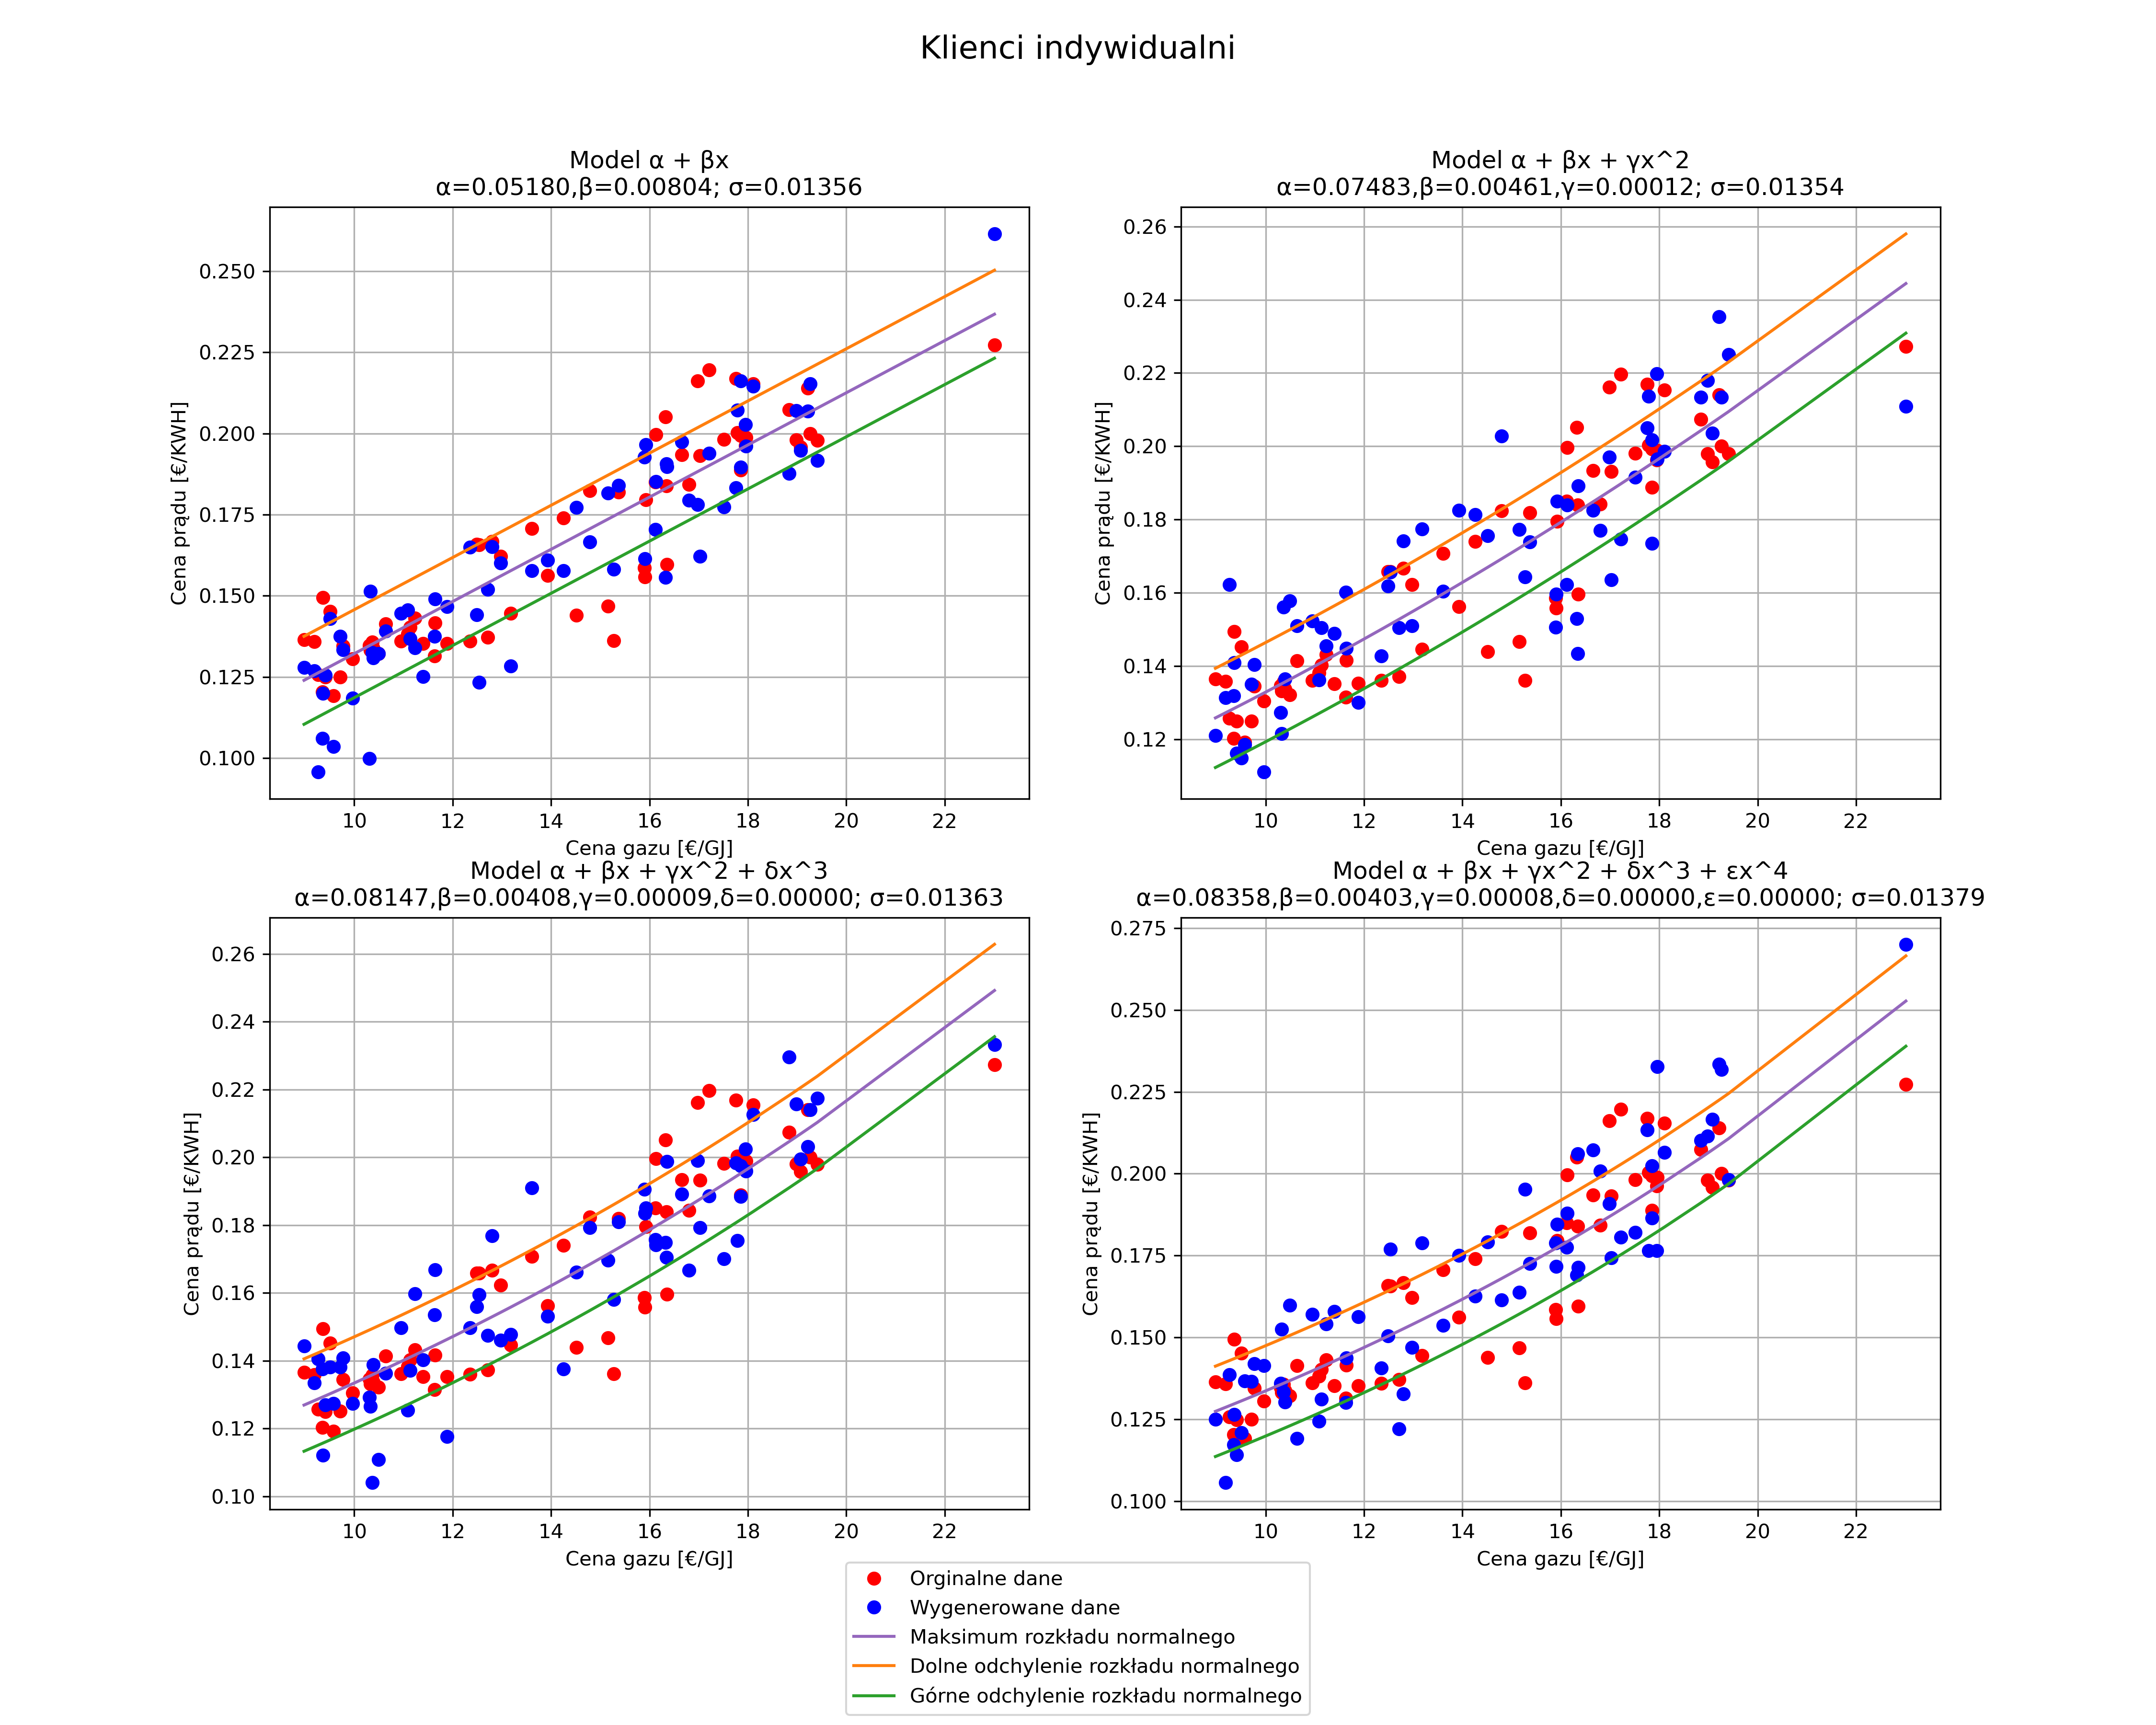 Klienci indywidualni
Model α + βx
α=0.05180,β=0.00804; σ=0.01356
0.250
0.225
0.200
0.175
0.150
0.125
0.100
Cena prądu [€/KWH]
10 12 14 16 18 20 22
Cena gazu [€/GJ]
Model α + βx + γx^2
α=0.07483,β=0.00461,γ=0.00012; σ=0.01354
0.26
0.24
0.22
0.20
0.18
0.16
0.14
0.12
Cena prądu [€/KWH]
10 12 14 16 18 20 22
Cena gazu [€/GJ]
Model α + βx + γx^2 + δx^3
α=0.08147,β=0.00408,γ=0.00009,δ=0.00000; σ=0.01363
0.26
0.24
0.22
0.20
0.18
0.16
0.14
0.12
0.10
Cena prądu [€/KWH]
10 12 14 16 18 20 22
Cena gazu [€/GJ]
Model α + βx + γx^2 + δx^3 + εx^4
α=0.08358,β=0.00403,γ=0.00008,δ=0.00000,ε=0.00000; σ=0.01379
0.275
0.250
0.225
0.200
0.175
0.150
0.125
0.100
Cena prądu [€/KWH]
10 12 14 16 18 20 22
Cena gazu [€/GJ]
Orginalne dane
Wygenerowane dane
Maksimum rozkładu normalnego
Dolne odchylenie rozkładu normalnego
Górne odchylenie rozkładu normalnego